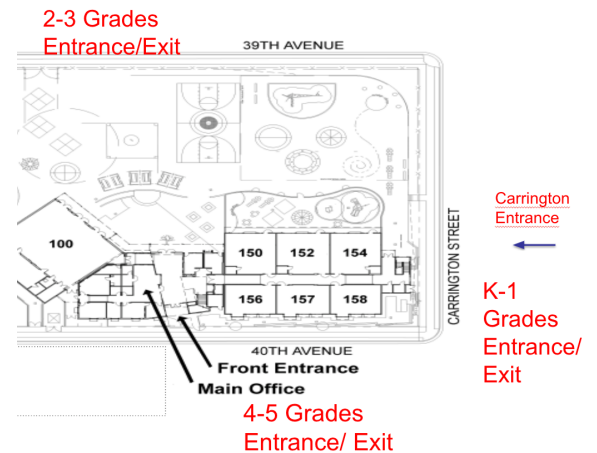 2-3 Grades
Entrance/Exit
39TH AVENUE
Carrington
Entrance
CARRINGTON STREET
100
150 152 154
156 157 158
K-1
Grades
Entrance/
Exit
40TH AVENUE
Front Entrance
Main Office
4-5 Grades
Entrance/ Exit